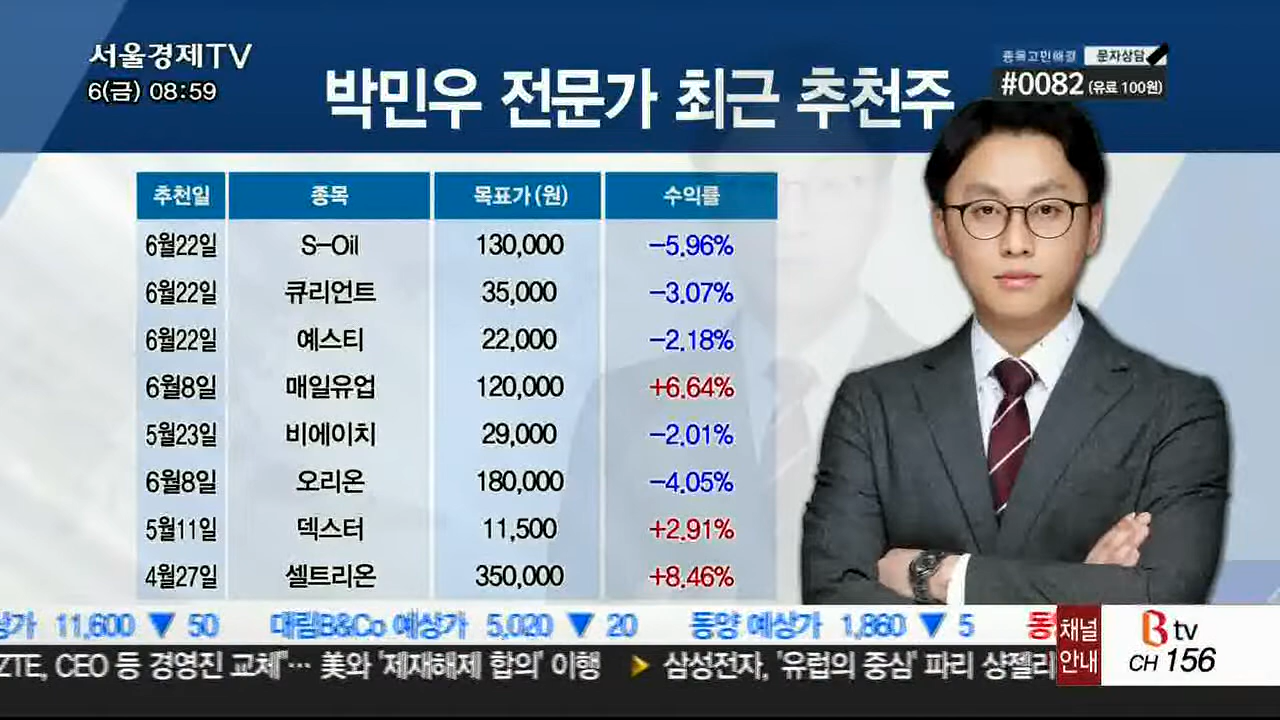 서울경제TV
6(금) 08:59
박민우 전문가 최근 추천주
종목고민해결 문자상담
#0082 (유료 100원)
추천일 종목 목표가(원) 수익률
6월22일 S-Oil 130,000 -5.96%
6월22일 큐리언트 35,000 -3.07%
6월22일 예스티 22,000 -2.18%
6월8일 매일유업 120,000 +6.64%
5월23일 비에이치 29,000 -2.01%
6월8일 오리온 180,000 -4.05%
5월11일 덱스터 11,500 +2.91%
4월27일 셀트리온 350,000 +8.46%
상가 11,600 ▼ 50 대림B&Co 예상가 5,020 ▼ 20 동양 예상가 1,860 ▼ 5
ZTE, CEO 등 경영진 교체"… 美와 '제재해제 합의' 이행 ▶ 삼성전자, '유럽의 중심' 파리 샹젤리
채널
안내
B tv
CH 156